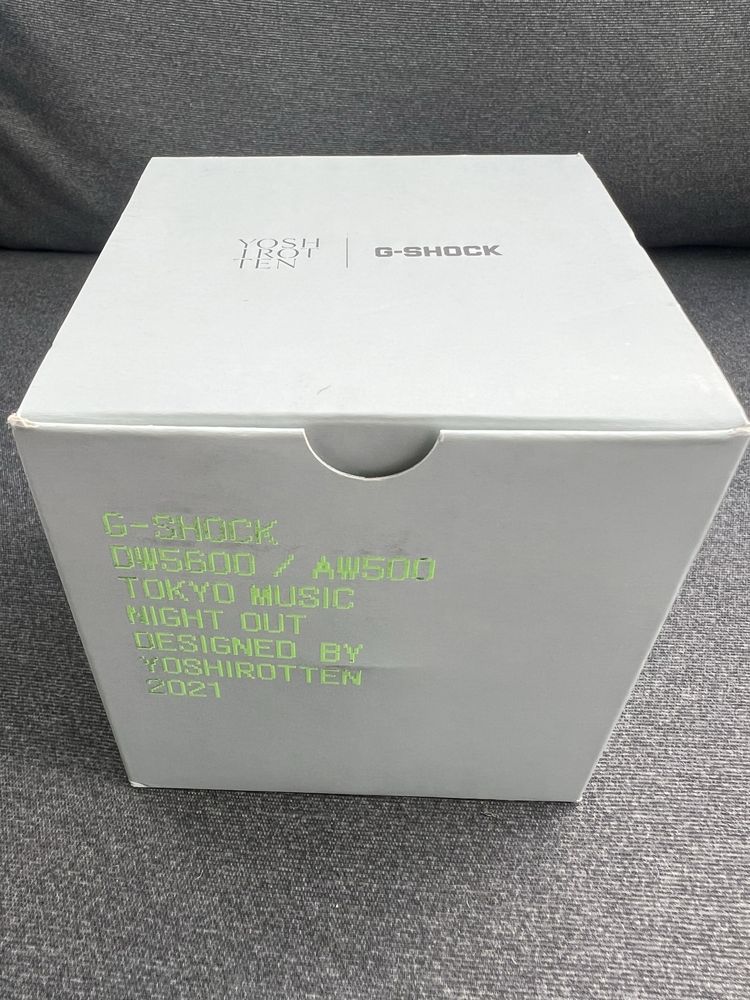 YOSH
IROT
TEN
G-SHOCK
G-SHOCK
DW5600 / AW500
TOKYO MUSIC
NIGHT OUT
DESIGNED BY
YOSHIROTTEN
2021